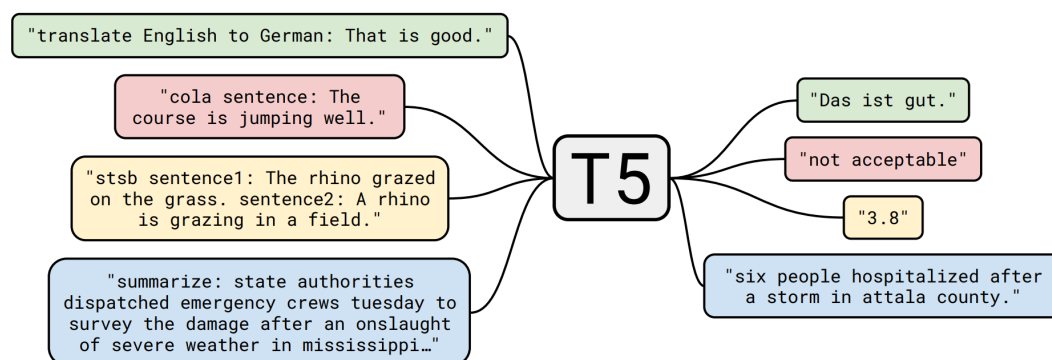 "translate English to German: That is good."
"cola sentence: The
course is jumping well."
"stsb sentence1: The rhino grazed
on the grass. sentence2: A rhino
is grazing in a field."
"summarize: state authorities
dispatched emergency crews tuesday to
survey the damage after an onslaught
of severe weather in mississippi…"
T5
"Das ist gut."
"not acceptable"
"3.8"
"six people hospitalized after
a storm in attala county."